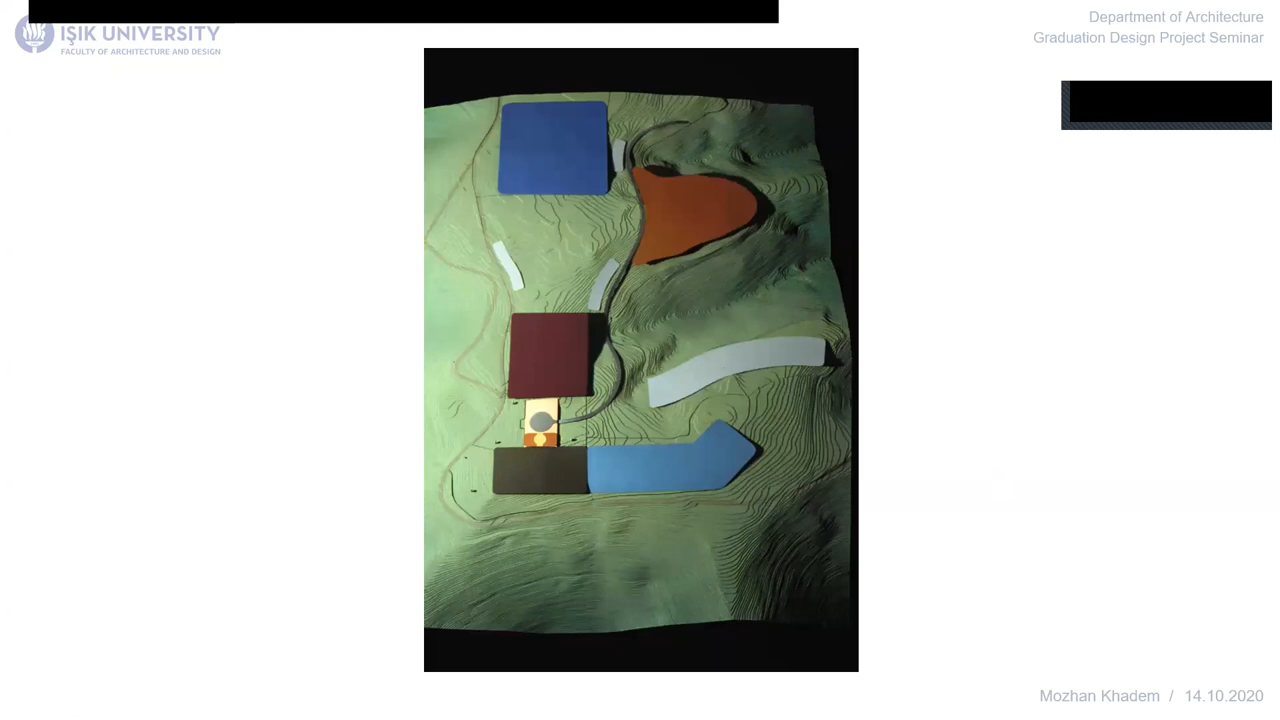 IŞIK UNIVERSITY
FACULTY OF ARCHITECTURE AND DESIGN
Department of Architecture
Graduation Design Project Seminar
Mozhan Khadem / 14.10.2020